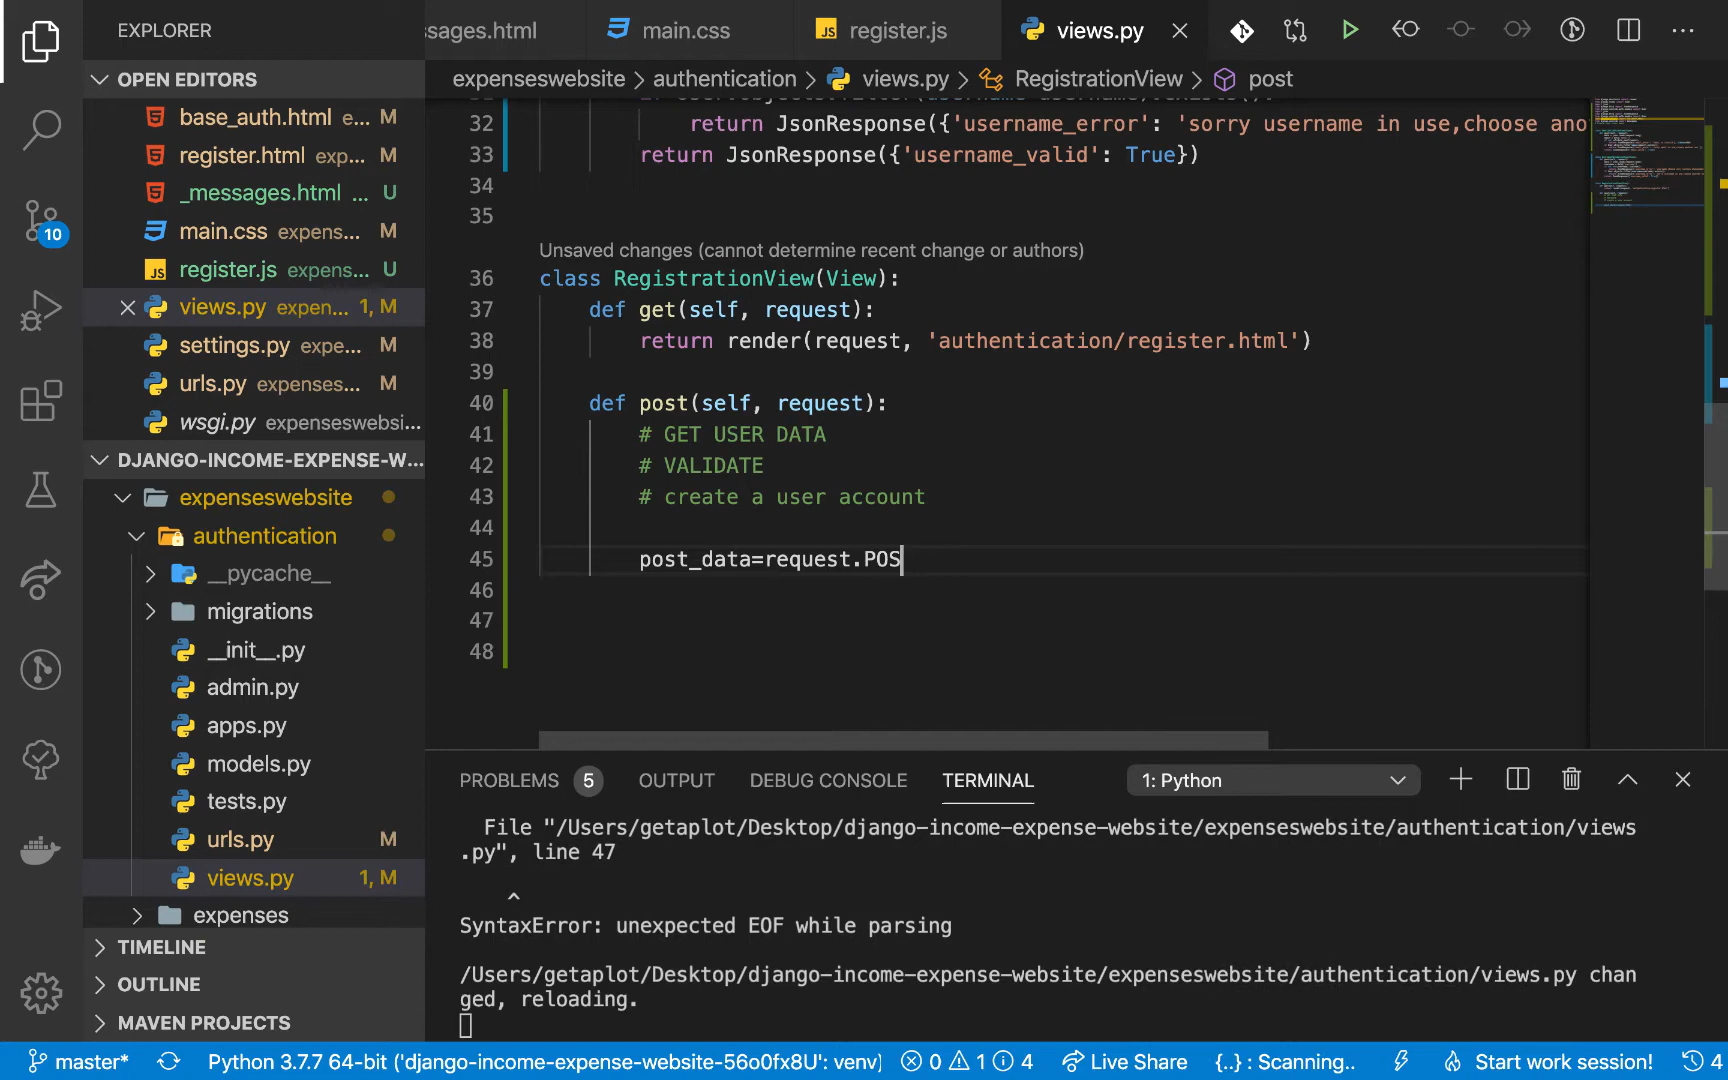 EXPLORER
OPEN EDITORS
base_auth.html e... M
register.html exp... M
_messages.html ... U
main.css expens... M
register.js expens... U
views.py expen... 1, M
settings.py expe... M
urls.py expenses... M
wsgi.py expenseswebsi...
DJANGO-INCOME-EXPENSE-W...
expenseswebsite
authentication
__pycache__
migrations
__init__.py
admin.py
apps.py
models.py
tests.py
urls.py M
views.py 1, M
expenses
TIMELINE
OUTLINE
MAVEN PROJECTS
10
ssages.html main.css JS register.js views.py
expenseswebsite > authentication > views.py > RegistrationView > post
32 return JsonResponse({'username_error': 'sorry username in use,choose ano
33 return JsonResponse({'username_valid': True})
34
35
Unsaved changes (cannot determine recent change or authors)
36 class RegistrationView(View):
37 def get(self, request):
38 return render(request, 'authentication/register.html')
39
40 def post(self, request):
41 # GET USER DATA
42 # VALIDATE
43 # create a user account
44
45 post_data=request.POS
46
47
48
PROBLEMS 5 OUTPUT DEBUG CONSOLE TERMINAL 1: Python
File "/Users/getaplot/Desktop/django-income-expense-website/expenseswebsite/authentication/views
.py", line 47
^
SyntaxError: unexpected EOF while parsing
/Users/getaplot/Desktop/django-income-expense-website/expenseswebsite/authentication/views.py chan
ged, reloading.
master* Python 3.7.7 64-bit ('django-income-expense-website-56o0fx8U': venv) 0 1 4 Live Share {..} : Scanning.. Start work session! 4